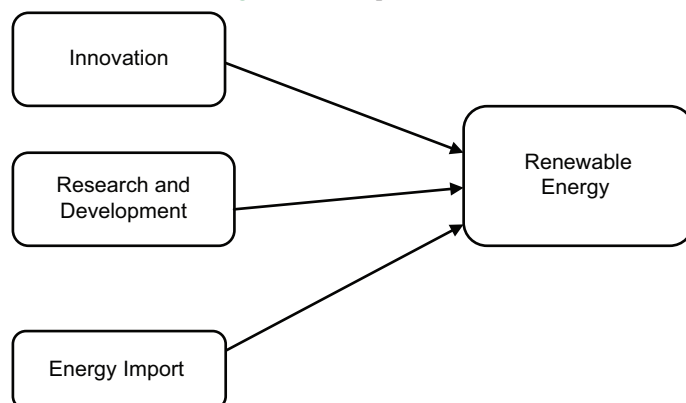 Innovation
Research and
Development
Energy Import
Renewable
Energy